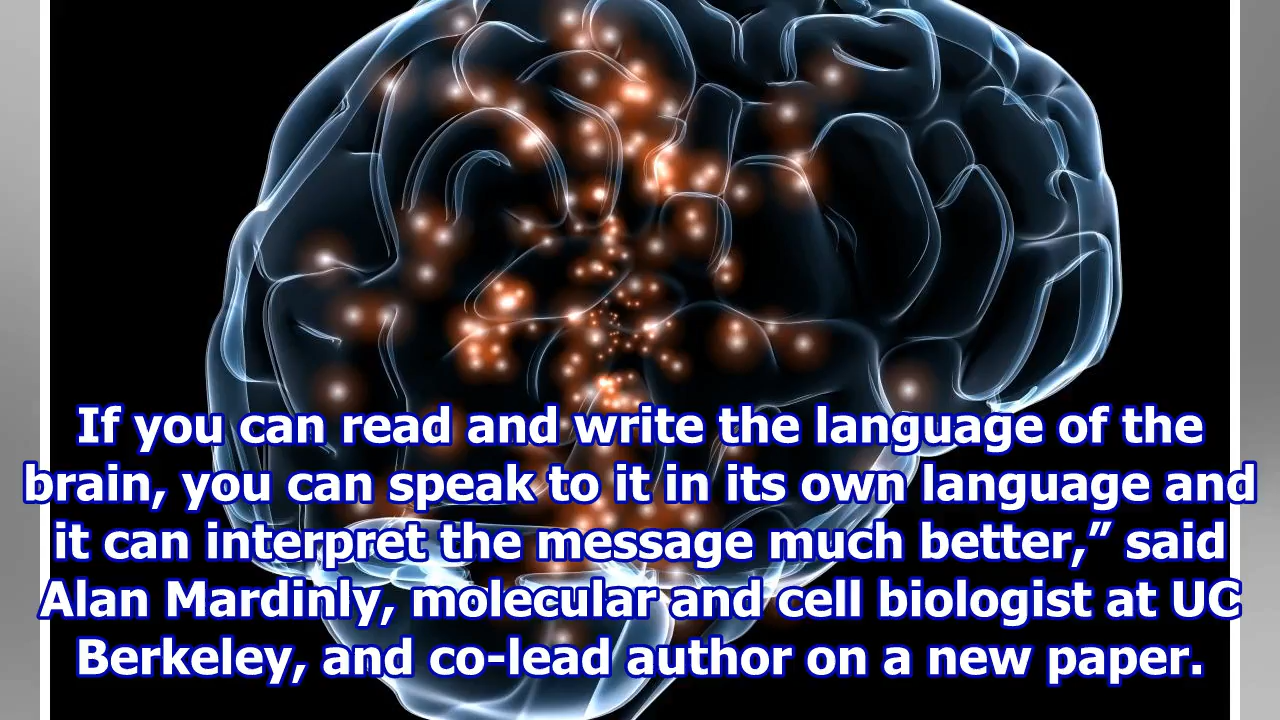 If you can read and write the language of the
brain, you can speak to it in its own language and
it can interpret the message much better,” said
Alan Mardinly, molecular and cell biologist at UC
Berkeley, and co-lead author on a new paper.